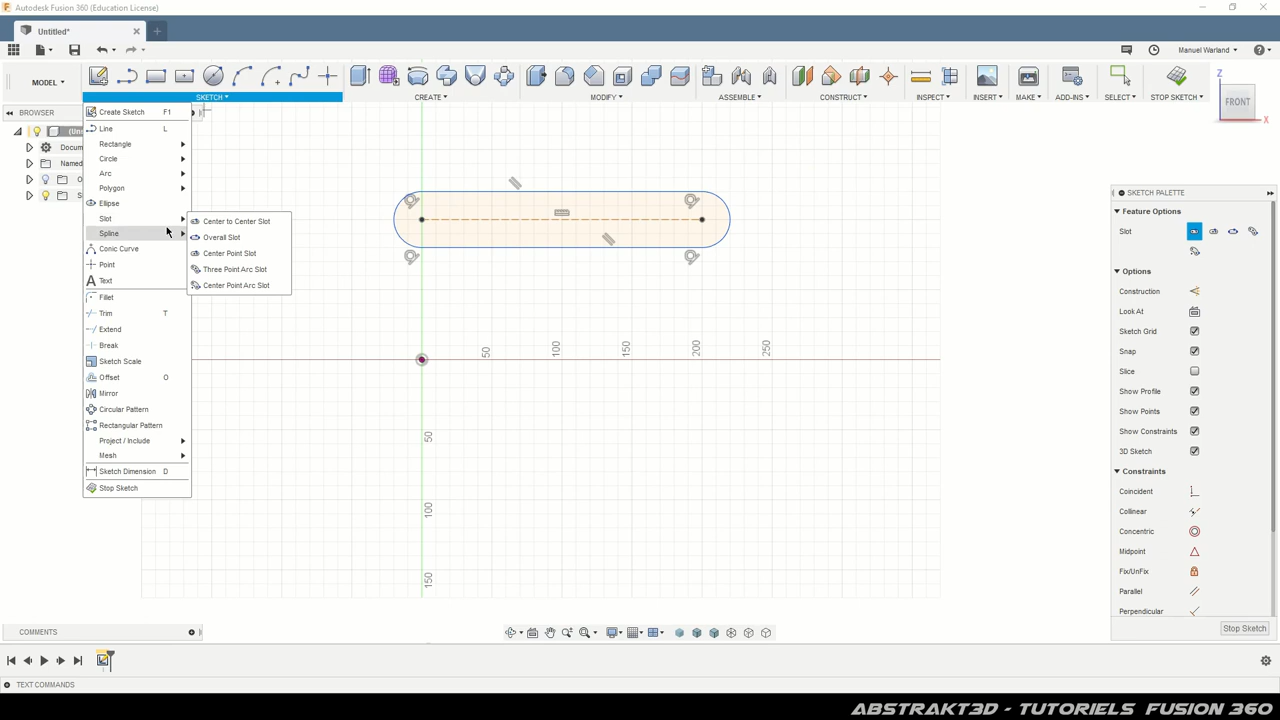 Autodesk Fusion 360 (Education License)
Untitled*
Manuel Warland
MODEL
SKETCH
CREATE
MODIFY
ASSEMBLE
CONSTRUCT
INSPECT
INSERT
MAKE
ADD-INS
SELECT
STOP SKETCH
Z
FRONT
X
BROWSER
(Un
Docum
Named
O
S
Create Sketch F1
Line L
Rectangle
Circle
Arc
Polygon
Ellipse
Slot
Spline
Conic Curve
Point
Text
Fillet
Trim T
Extend
Break
Sketch Scale
Offset O
Mirror
Circular Pattern
Rectangular Pattern
Project / Include
Mesh
Sketch Dimension D
Stop Sketch
Center to Center Slot
Overall Slot
Center Point Slot
Three Point Arc Slot
Center Point Arc Slot
50
100
150
200
250
50
100
150
SKETCH PALETTE
Feature Options
Slot
Options
Construction
Look At
Sketch Grid
Snap
Slice
Show Profile
Show Points
Show Constraints
3D Sketch
Constraints
Coincident
Collinear
Concentric
Midpoint
Fix/UnFix
Parallel
Perpendicular
Stop Sketch
COMMENTS
TEXT COMMANDS
ABSTRAKT3D - TUTORIELS FUSION 360